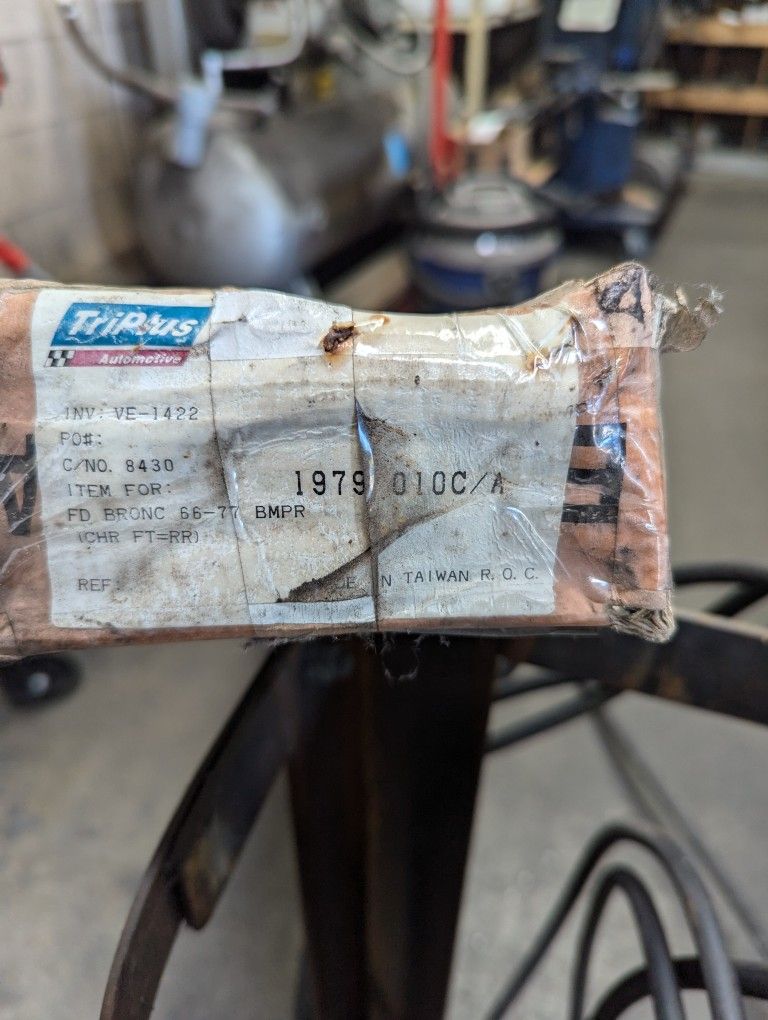 TriPlus
Automotive
INV: VE-1422
PO#:
C/NO. 8430
ITEM FOR:
1979 010C/A
FD BRONC 66-77 BMPR
(CHR FT=RR)
REF:
N TAIWAN R.O.C.